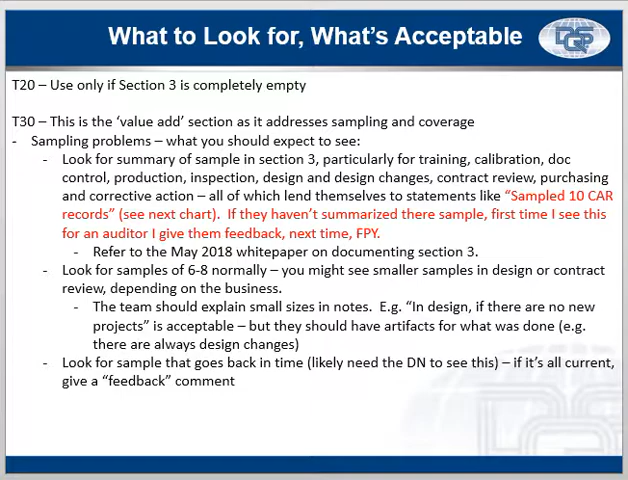 What to Look for, What's Acceptable
DQS
T20 – Use only if Section 3 is completely empty
T30 – This is the 'value add' section as it addresses sampling and coverage
- Sampling problems – what you should expect to see:
- Look for summary of sample in section 3, particularly for training, calibration, doc
control, production, inspection, design and design changes, contract review, purchasing
and corrective action – all of which lend themselves to statements like "Sampled 10 CAR
records" (see next chart). If they haven't summarized there sample, first time I see this
for an auditor I give them feedback, next time, FPY.
- Refer to the May 2018 whitepaper on documenting section 3.
- Look for samples of 6-8 normally – you might see smaller samples in design or contract
review, depending on the business.
- The team should explain small sizes in notes. E.g. "In design, if there are no new
projects" is acceptable – but they should have artifacts for what was done (e.g.
there are always design changes)
- Look for sample that goes back in time (likely need the DN to see this) – if it's all current,
give a "feedback" comment